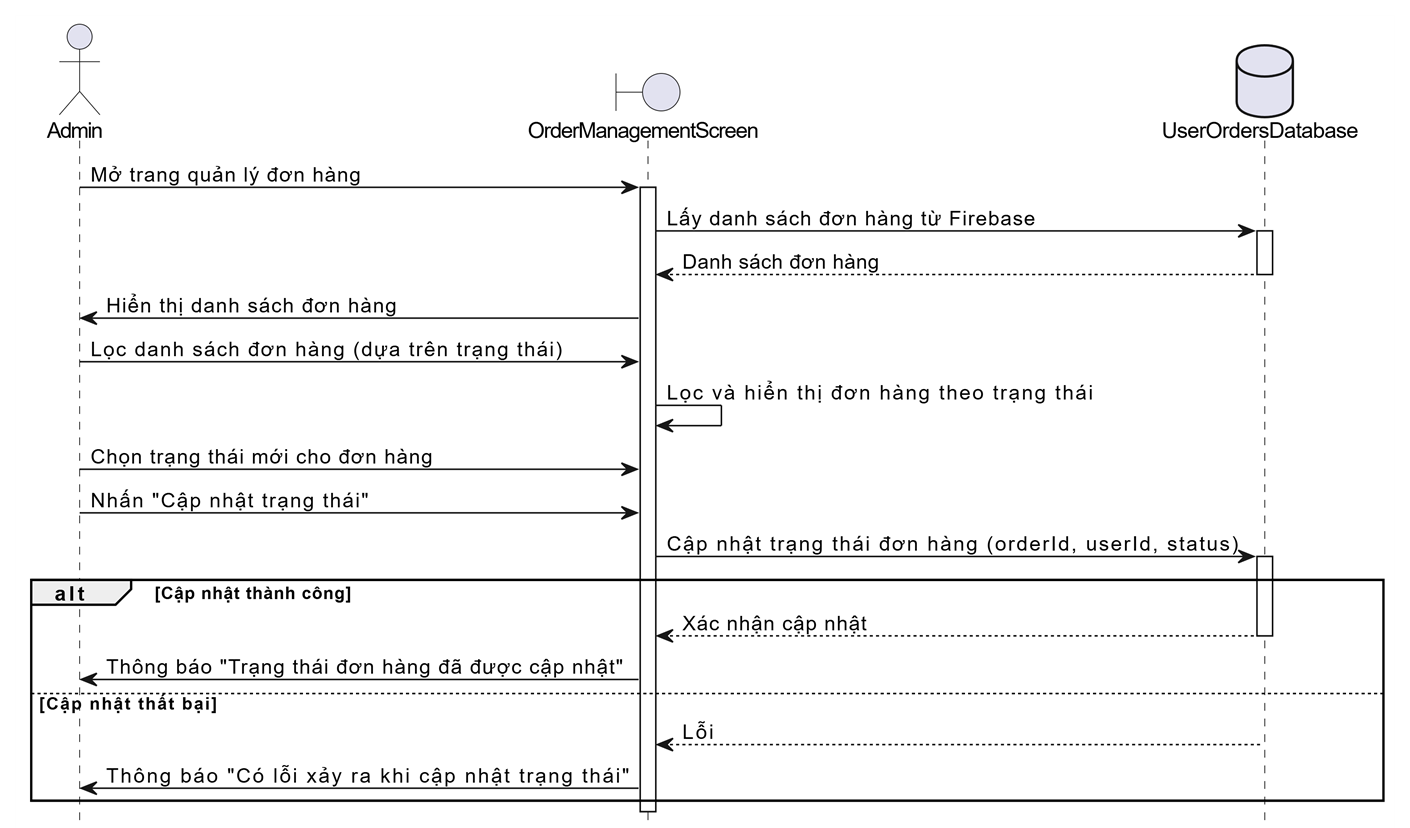 Admin
OrderManagementScreen
UserOrdersDatabase
Mở trang quản lý đơn hàng
Lấy danh sách đơn hàng từ Firebase
Danh sách đơn hàng
Hiển thị danh sách đơn hàng
Lọc danh sách đơn hàng (dựa trên trạng thái)
Lọc và hiển thị đơn hàng theo trạng thái
Chọn trạng thái mới cho đơn hàng
Nhấn "Cập nhật trạng thái"
Cập nhật trạng thái đơn hàng (orderId, userId, status)
alt [Cập nhật thành công]
Xác nhận cập nhật
Thông báo "Trạng thái đơn hàng đã được cập nhật"
[Cập nhật thất bại]
Lỗi
Thông báo "Có lỗi xảy ra khi cập nhật trạng thái"